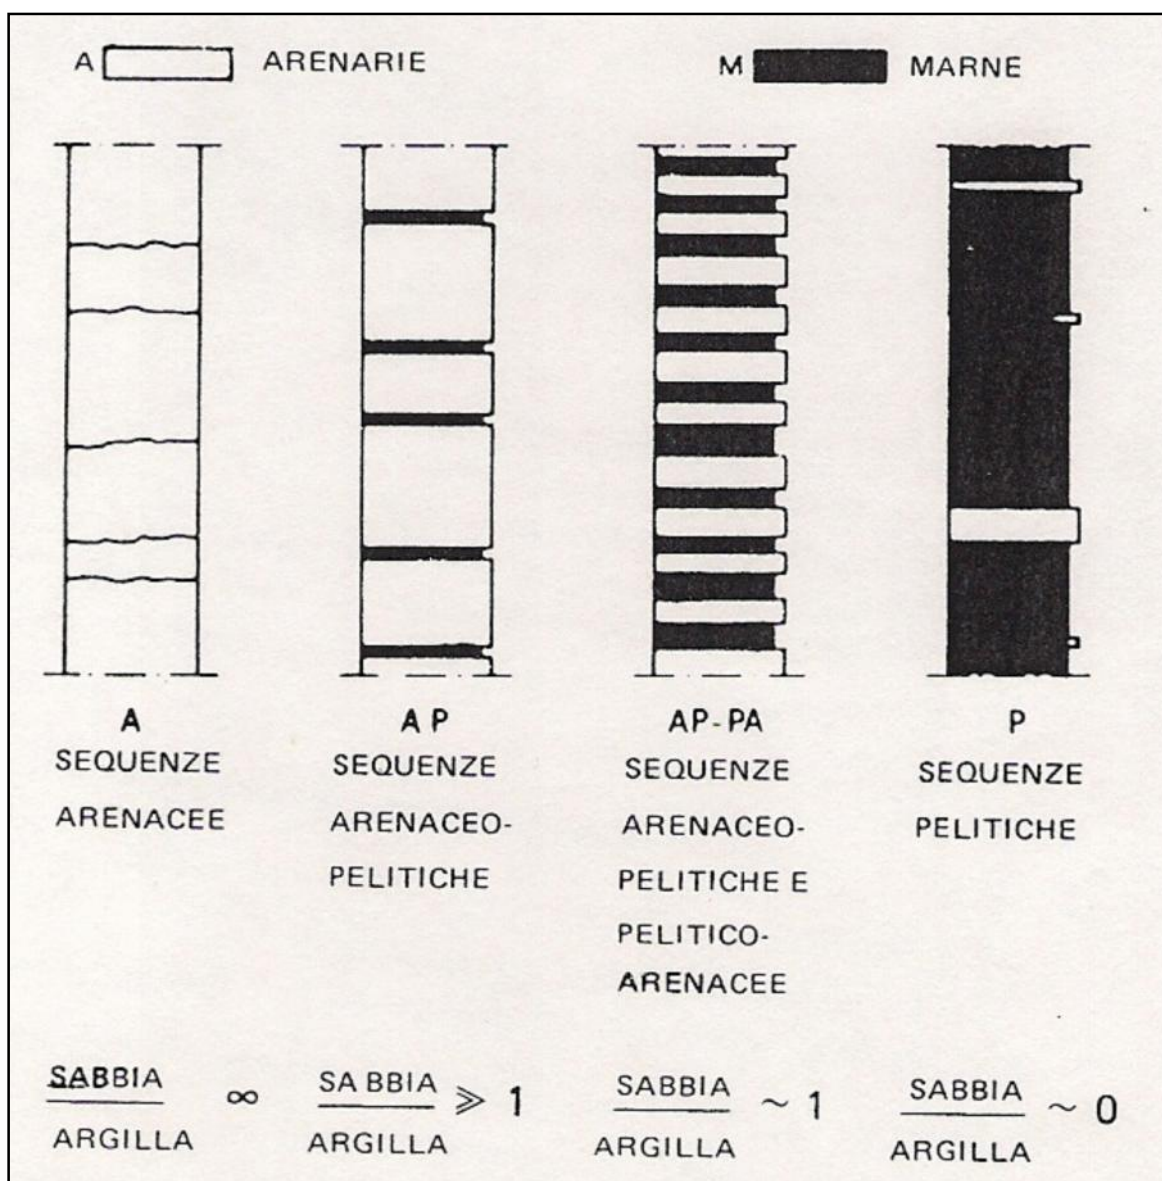 A ARENARIE
M MARNE
A
SEQUENZE
ARENACEE
A P
SEQUENZE
ARENACEO-
PELITICHE
AP-PA
SEQUENZE
ARENACEO-
PELITICHE E
PELITICO-
ARENACEE
P
SEQUENZE
PELITICHE
SABBIA
ARGILLA
∞
SABBIA
ARGILLA
⩾ 1
SABBIA
ARGILLA
~ 1
SABBIA
ARGILLA
~ 0